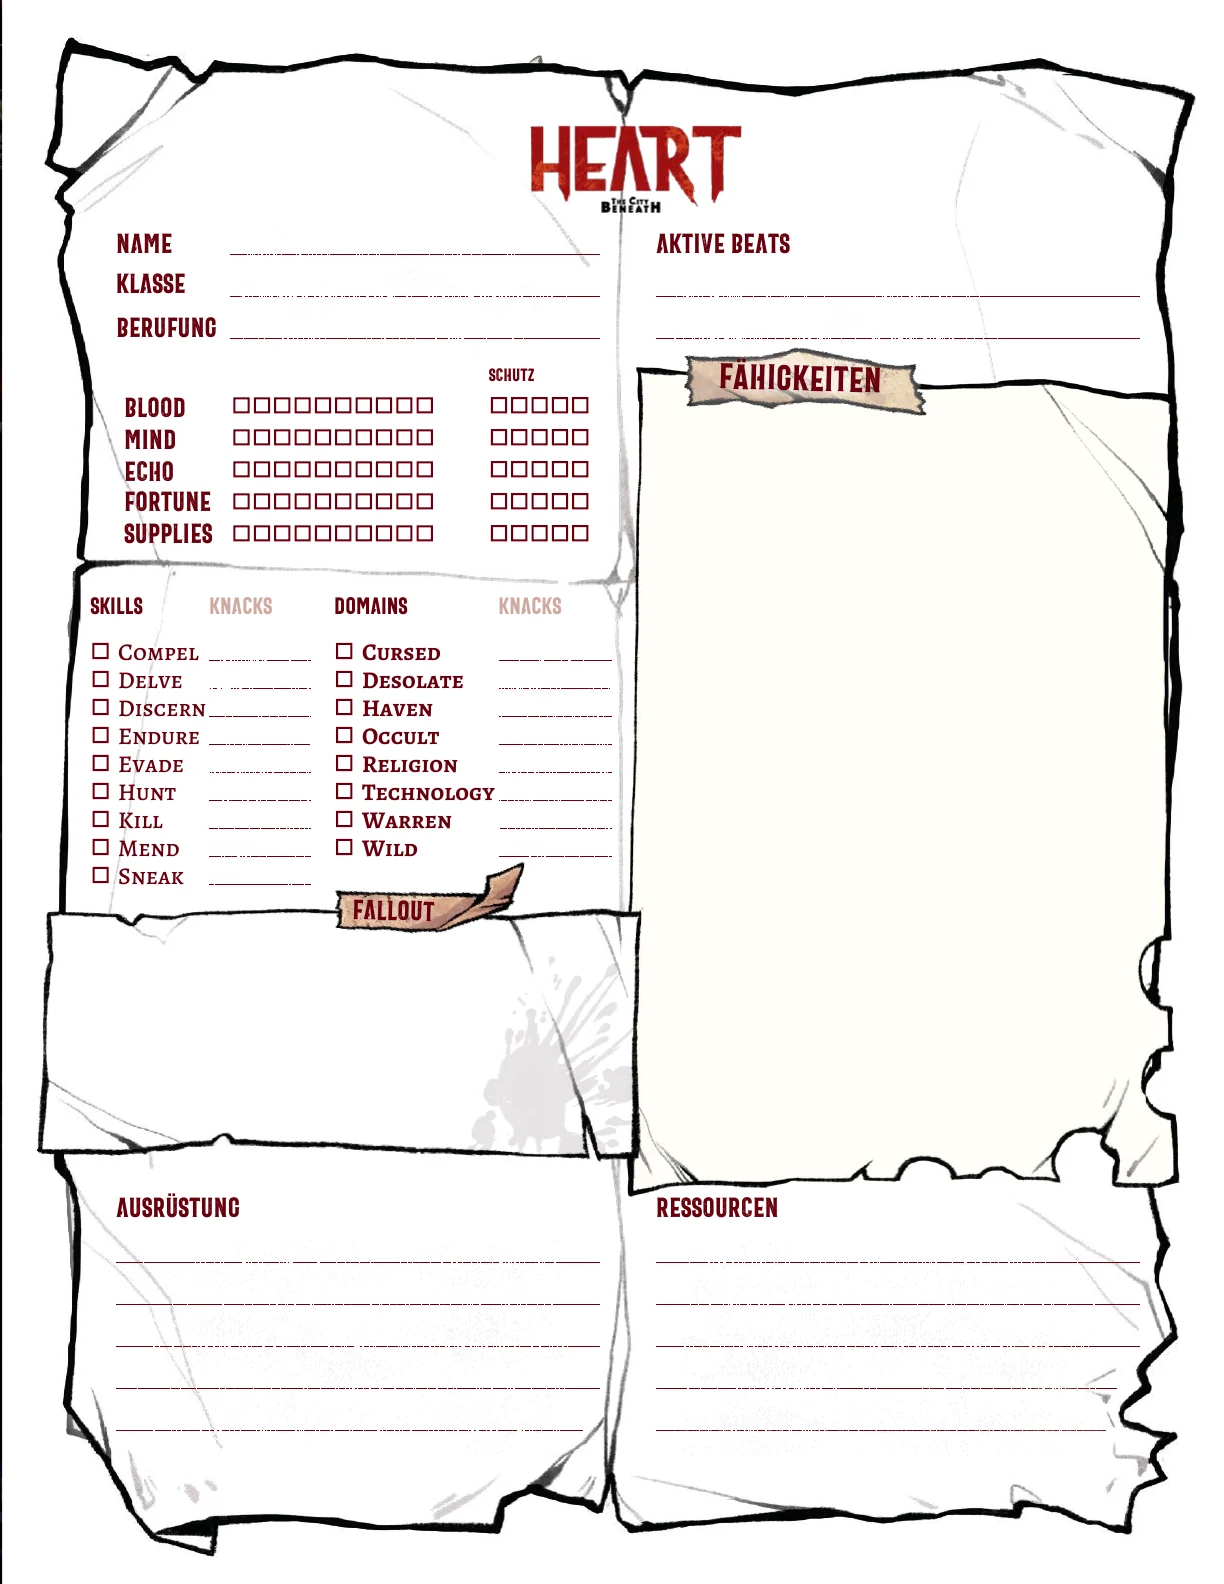 HEART
THE CITY
BENEATH
NAME
KLASSE
BERUFUNG
AKTIVE BEATS
SCHUTZ
BLOOD
MIND
ECHO
FORTUNE
SUPPLIES
FÄHIGKEITEN
SKILLS KNACKS DOMAINS KNACKS
COMPEL CURSED
DELVE DESOLATE
DISCERN HAVEN
ENDURE OCCULT
EVADE RELIGION
HUNT TECHNOLOGY
KILL WARREN
MEND WILD
SNEAK
FALLOUT
AUSRÜSTUNG
RESSOURCEN